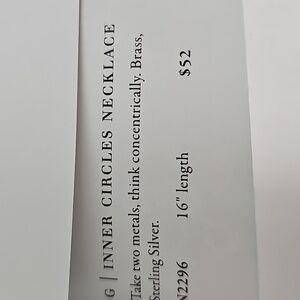 G | INNER CIRCLES NECKLACE
Take two metals, think concentrically. Brass,
Sterling Silver.
N2296 16" length $52